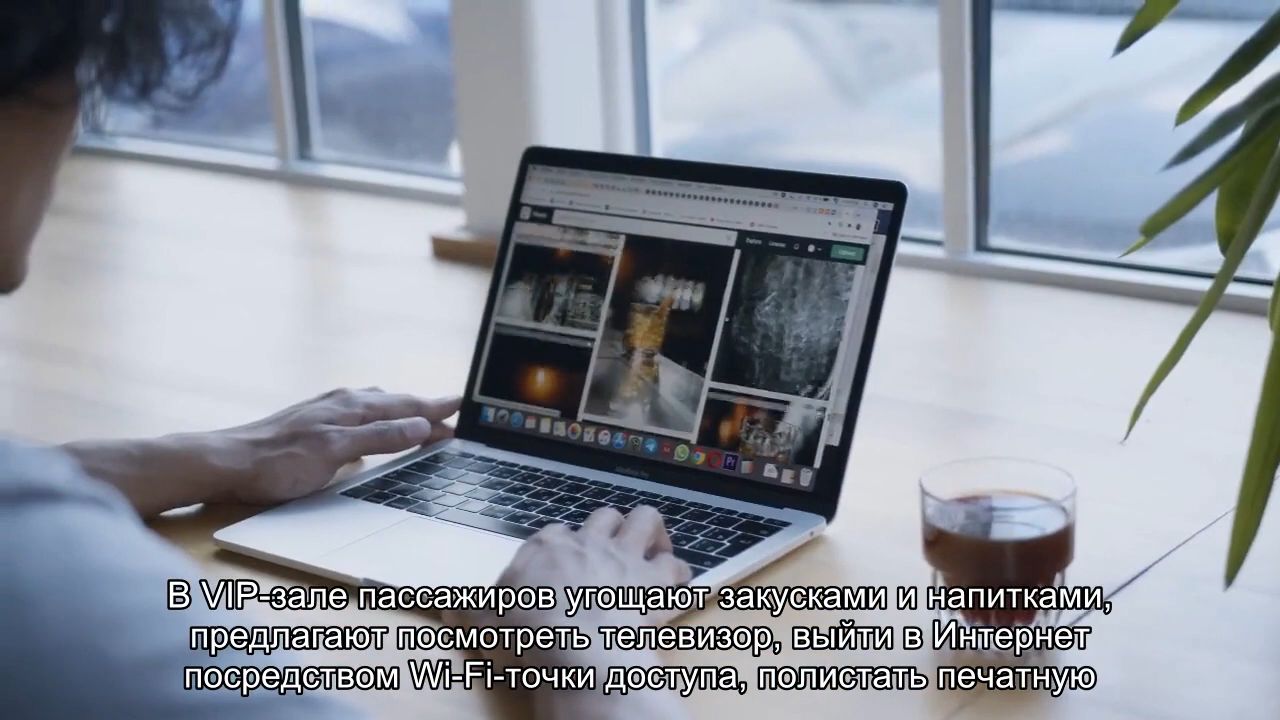 В VIP-зале пассажиров угощают закусками и напитками,
предлагают посмотреть телевизор, выйти в Интернет
посредством Wi-Fi-точки доступа, полистать печатную